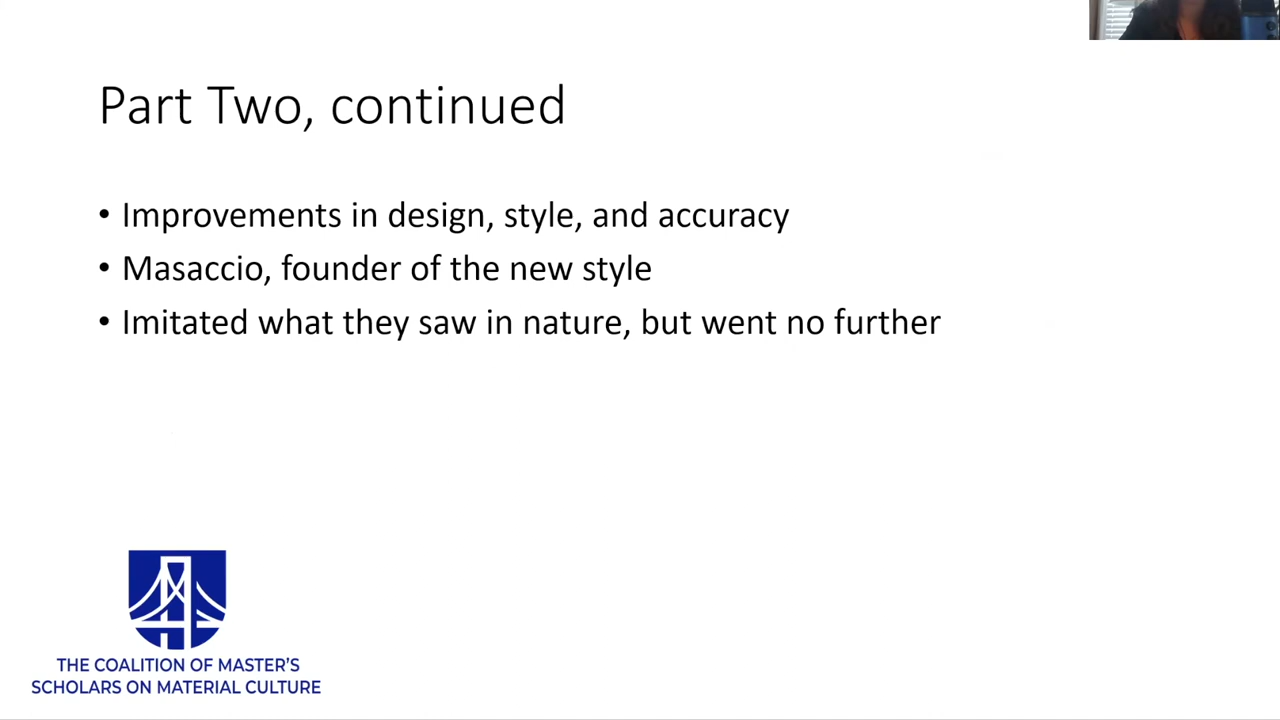 Part Two, continued
• Improvements in design, style, and accuracy
• Masaccio, founder of the new style
• Imitated what they saw in nature, but went no further
THE COALITION OF MASTER'S
SCHOLARS ON MATERIAL CULTURE